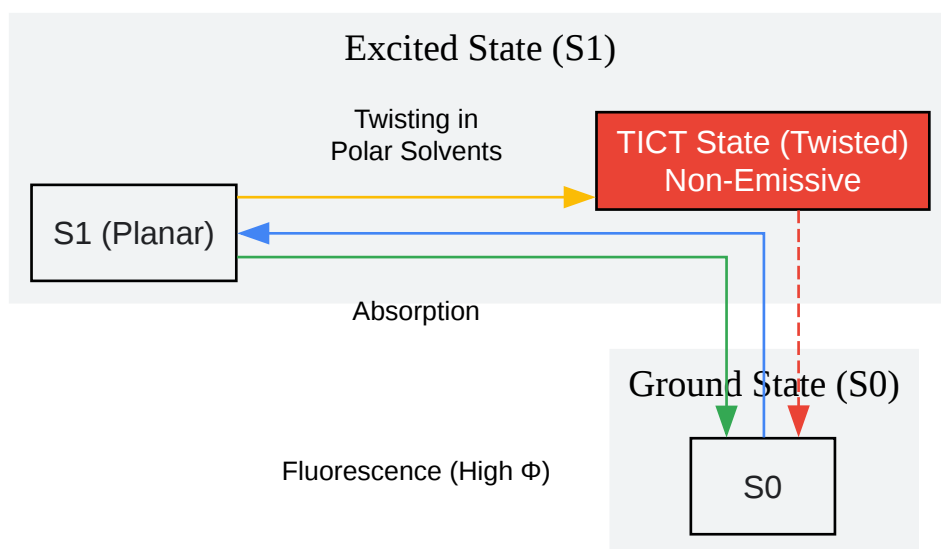 Excited State (S1)
Twisting in
Polar Solvents
TICT State (Twisted)
Non-Emissive
S1 (Planar)
Absorption
Ground State (S0)
Fluorescence (High Φ)
S0